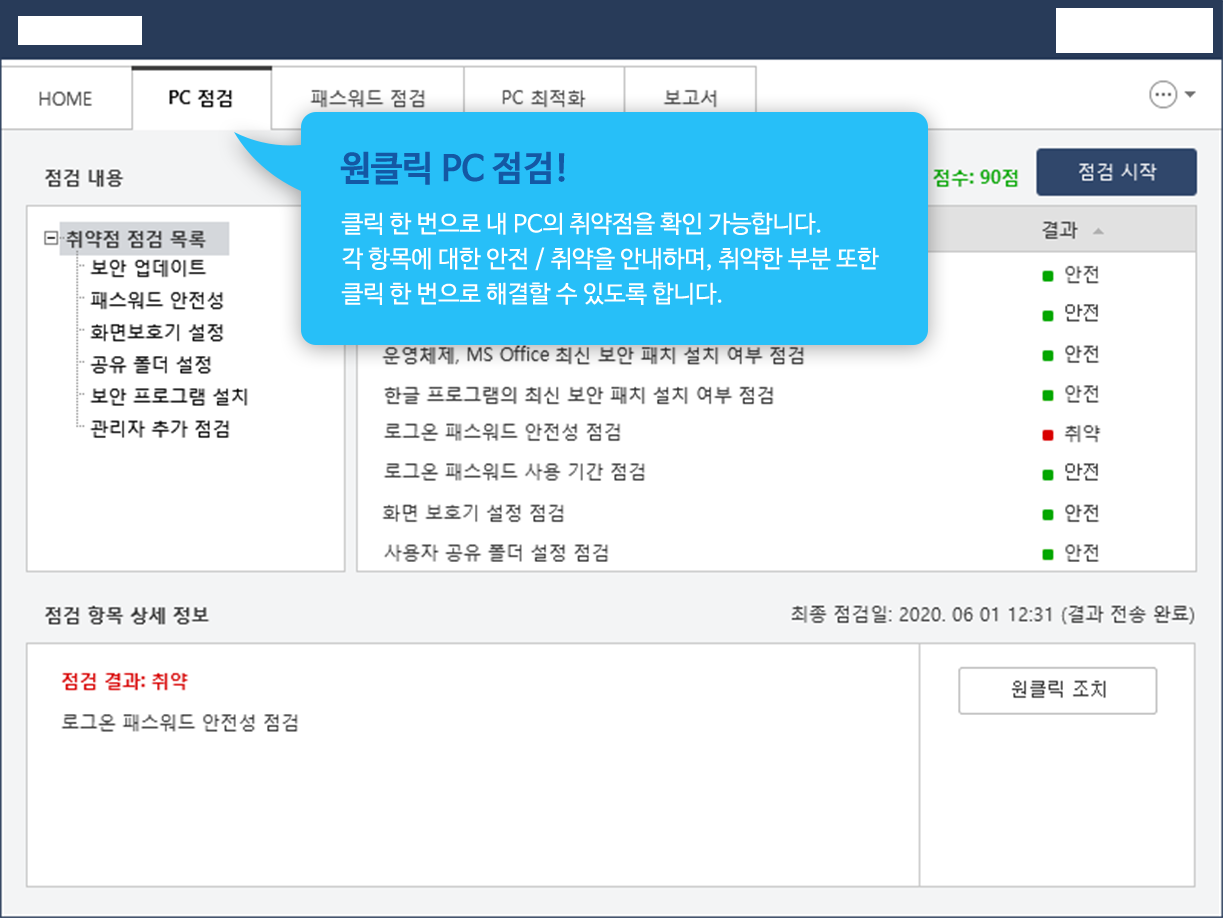 HOME
PC 점검
패스워드 점검
PC 최적화
보고서
원클릭 PC 점검!
클릭 한 번으로 내 PC의 취약점을 확인 가능합니다.
각 항목에 대한 안전 / 취약을 안내하며, 취약한 부분 또한
클릭 한 번으로 해결할 수 있도록 합니다.
점검 내용
점수: 90점
점검 시작
취약점 점검 목록
보안 업데이트
패스워드 안전성
화면보호기 설정
공유 폴더 설정
보안 프로그램 설치
관리자 추가 점검
결과
안전
안전
운영체제, MS Office 최신 보안 패치 설치 여부 점검 안전
한글 프로그램의 최신 보안 패치 설치 여부 점검 안전
로그온 패스워드 안전성 점검 취약
로그온 패스워드 사용 기간 점검 안전
화면 보호기 설정 점검 안전
사용자 공유 폴더 설정 점검 안전
점검 항목 상세 정보
최종 점검일: 2020. 06 01 12:31 (결과 전송 완료)
점검 결과: 취약
로그온 패스워드 안전성 점검
원클릭 조치